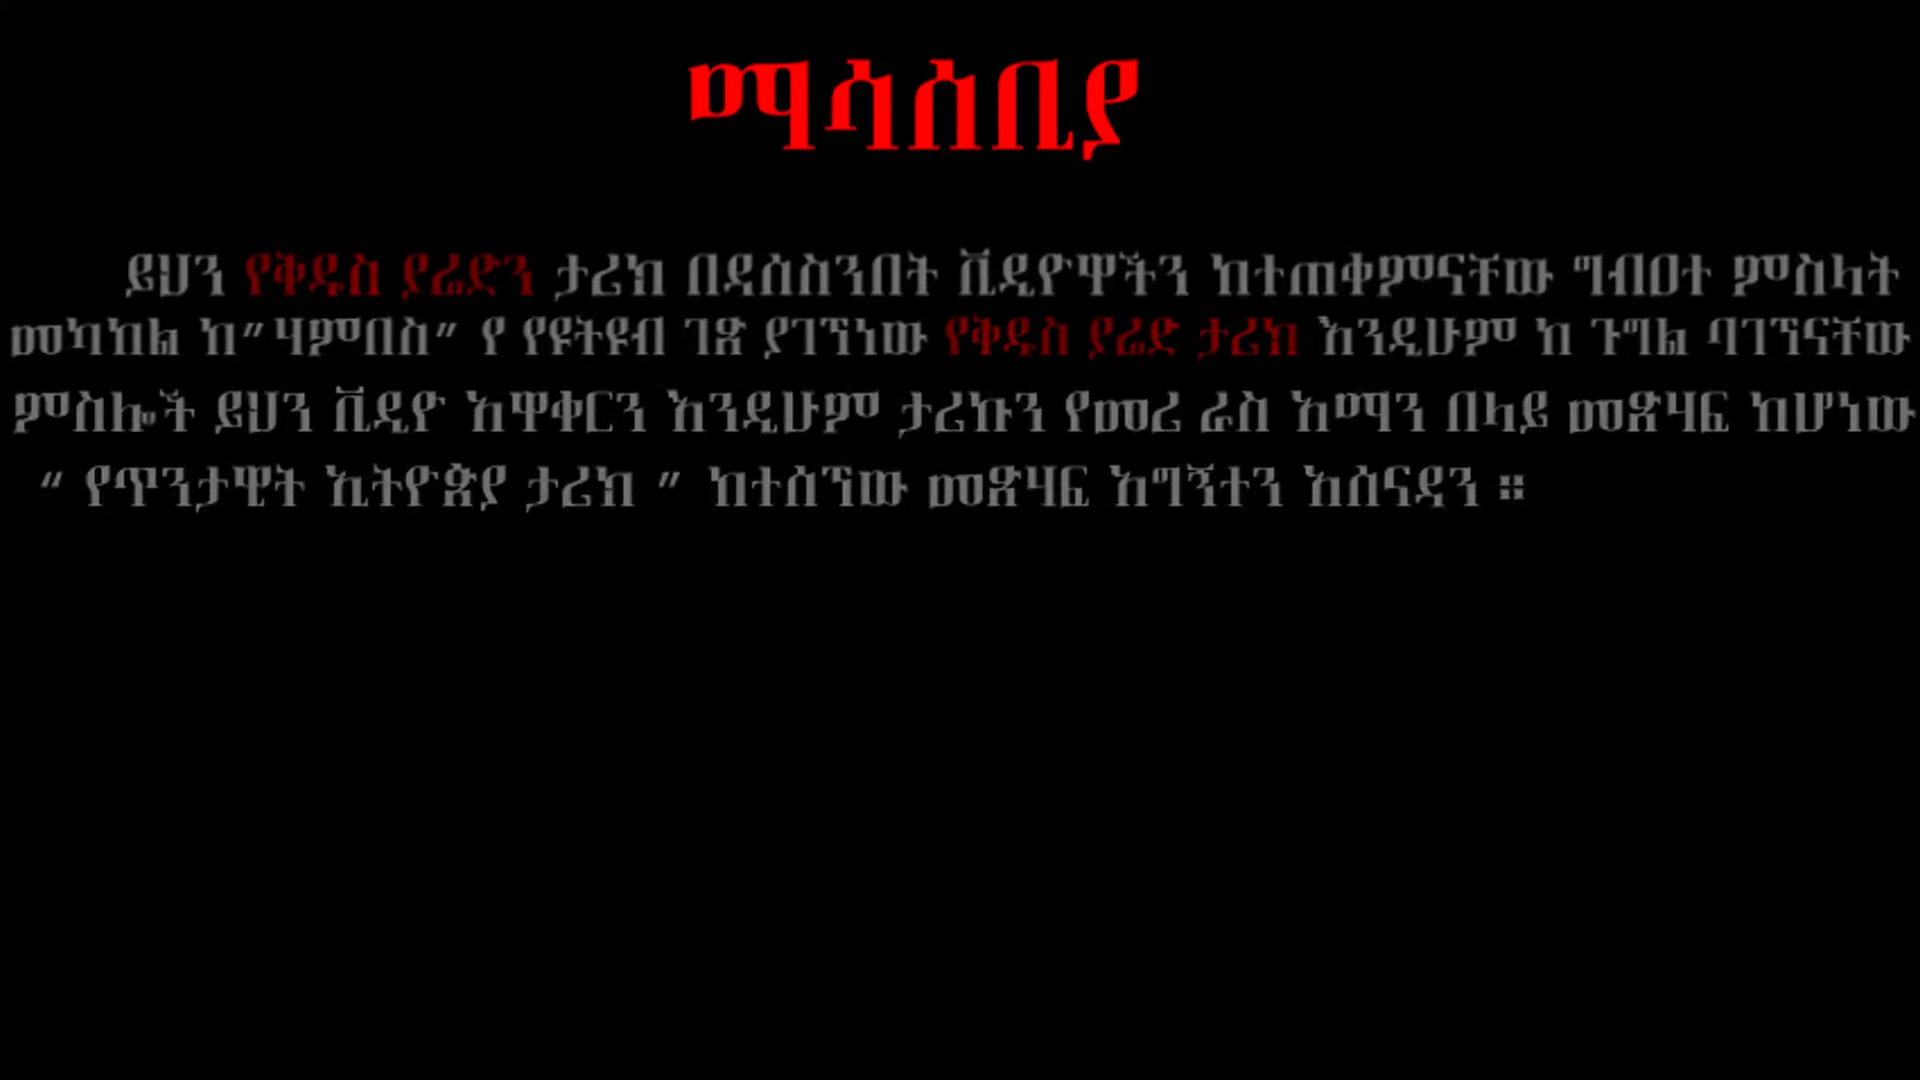 ማሳሰቢያ
ይህን የቅዱስ ያሬድን ታሪክ በዳሰስንበት ቪዲዮዋችን ከተጠቀምናቸው ግብዐተ ምስላት
መካከል ከ"ሃምበስ" የ የዩትዩብ ገጽ ያገኘነው የቅዱስ ያሬድ ታሪክ እንዲሁም ከ ጉግል ባገኘናቸው
ምስሎች ይህን ቪዲዮ አዋቀርን እንዲሁም ታሪኩን የመሪ ራስ አማን በላይ መጽሃፍ ከሆነው
" የጥንታዊት ኢትዮጵያ ታሪክ " ከተሰኘው መጽሃፍ አግኝተን አሰናዳን ።